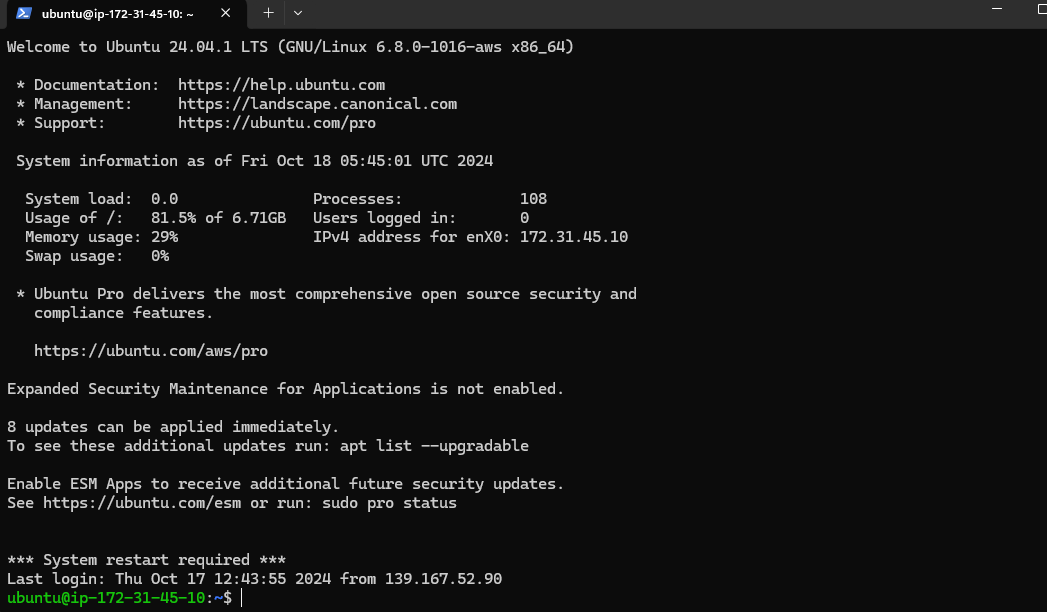 ubuntu@ip-172-31-45-10: ~
Welcome to Ubuntu 24.04.1 LTS (GNU/Linux 6.8.0-1016-aws x86_64)
* Documentation:  https://help.ubuntu.com
* Management:     https://landscape.canonical.com
* Support:        https://ubuntu.com/pro
System information as of Fri Oct 18 05:45:01 UTC 2024
System load:  0.0               Processes:             108
Usage of /:   81.5% of 6.71GB   Users logged in:       0
Memory usage: 29%               IPv4 address for enX0: 172.31.45.10
Swap usage:   0%
* Ubuntu Pro delivers the most comprehensive open source security and
compliance features.
https://ubuntu.com/aws/pro
Expanded Security Maintenance for Applications is not enabled.
8 updates can be applied immediately.
To see these additional updates run: apt list --upgradable
Enable ESM Apps to receive additional future security updates.
See https://ubuntu.com/esm or run: sudo pro status
*** System restart required ***
Last login: Thu Oct 17 12:43:55 2024 from 139.167.52.90
ubuntu@ip-172-31-45-10:~$